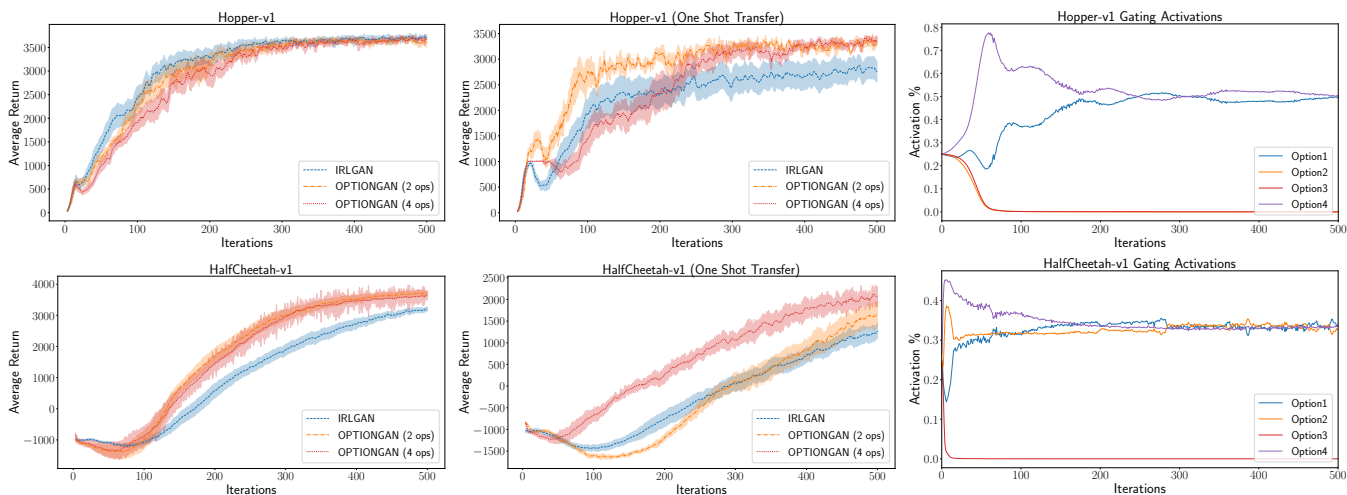 Hopper-v1
3500
3000
2500
2000
1500
1000
500
0
Average Return
0 100 200 300 400 500
Iterations
IRLGAN
OPTIONGAN (2 ops)
OPTIONGAN (4 ops)
Hopper-v1 (One Shot Transfer)
3500
3000
2500
2000
1500
1000
500
0
Average Return
0 100 200 300 400 500
Iterations
IRLGAN
OPTIONGAN (2 ops)
OPTIONGAN (4 ops)
Hopper-v1 Gating Activations
0.8
0.7
0.6
0.5
0.4
0.3
0.2
0.1
0.0
Activation %
0 100 200 300 400 500
Iterations
Option1
Option2
Option3
Option4
HalfCheetah-v1
4000
3000
2000
1000
0
−1000
Average Return
0 100 200 300 400 500
Iterations
IRLGAN
OPTIONGAN (2 ops)
OPTIONGAN (4 ops)
HalfCheetah-v1 (One Shot Transfer)
2500
2000
1500
1000
500
0
−500
−1000
−1500
Average Return
0 100 200 300 400 500
Iterations
IRLGAN
OPTIONGAN (2 ops)
OPTIONGAN (4 ops)
HalfCheetah-v1 Gating Activations
0.4
0.3
0.2
0.1
0.0
Activation %
0 100 200 300 400 500
Iterations
Option1
Option2
Option3
Option4